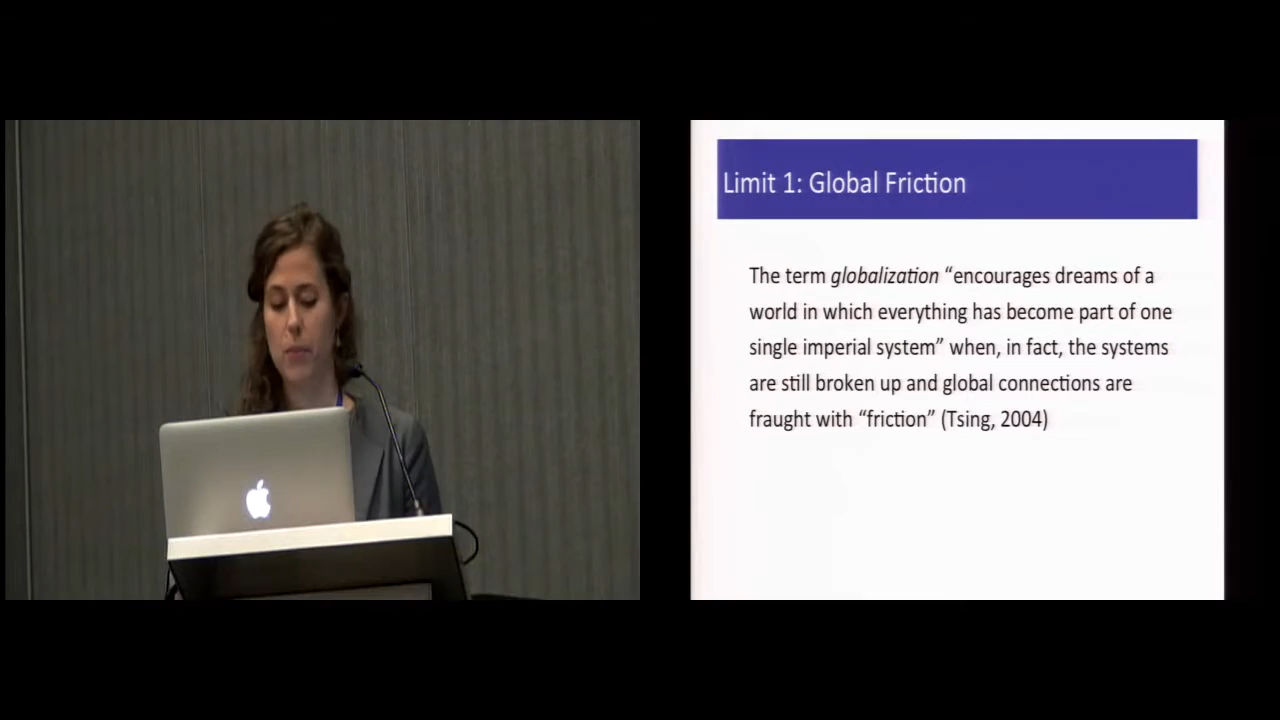 Limit 1: Global Friction
The term globalization “encourages dreams of a
world in which everything has become part of one
single imperial system” when, in fact, the systems
are still broken up and global connections are
fraught with “friction” (Tsing, 2004)